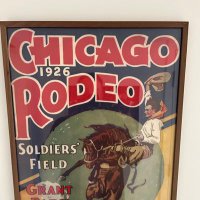 CHICAGO
1926
RODEO
SOLDIERS'
FIELD
GRANT